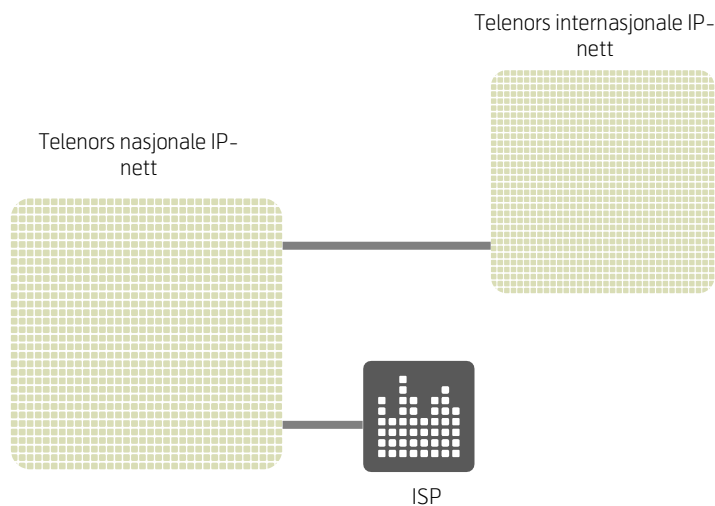 Telenors internasjonale IP-
nett
Telenors nasjonale IP-
nett
ISP